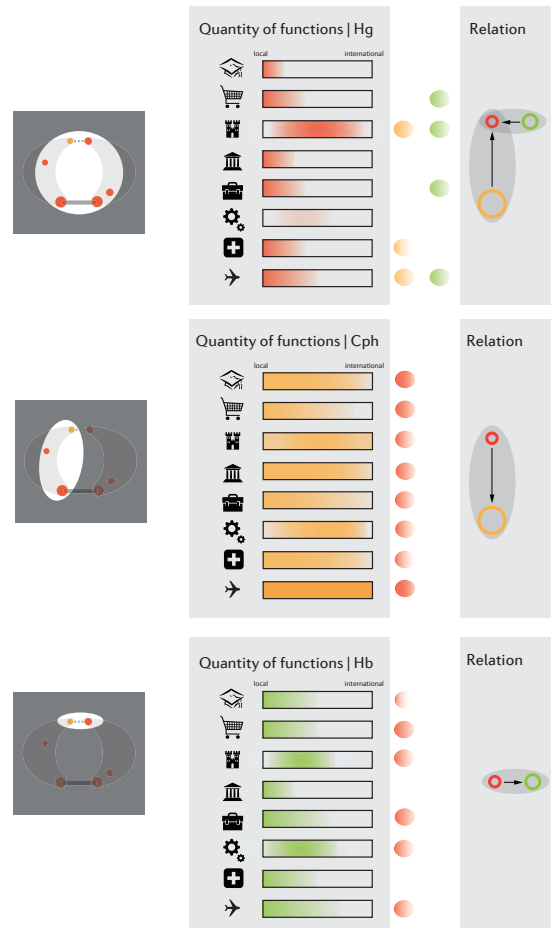 Quantity of functions | Hg
Relation
local international
Quantity of functions | Cph
Relation
local international
Quantity of functions | Hb
Relation
local international